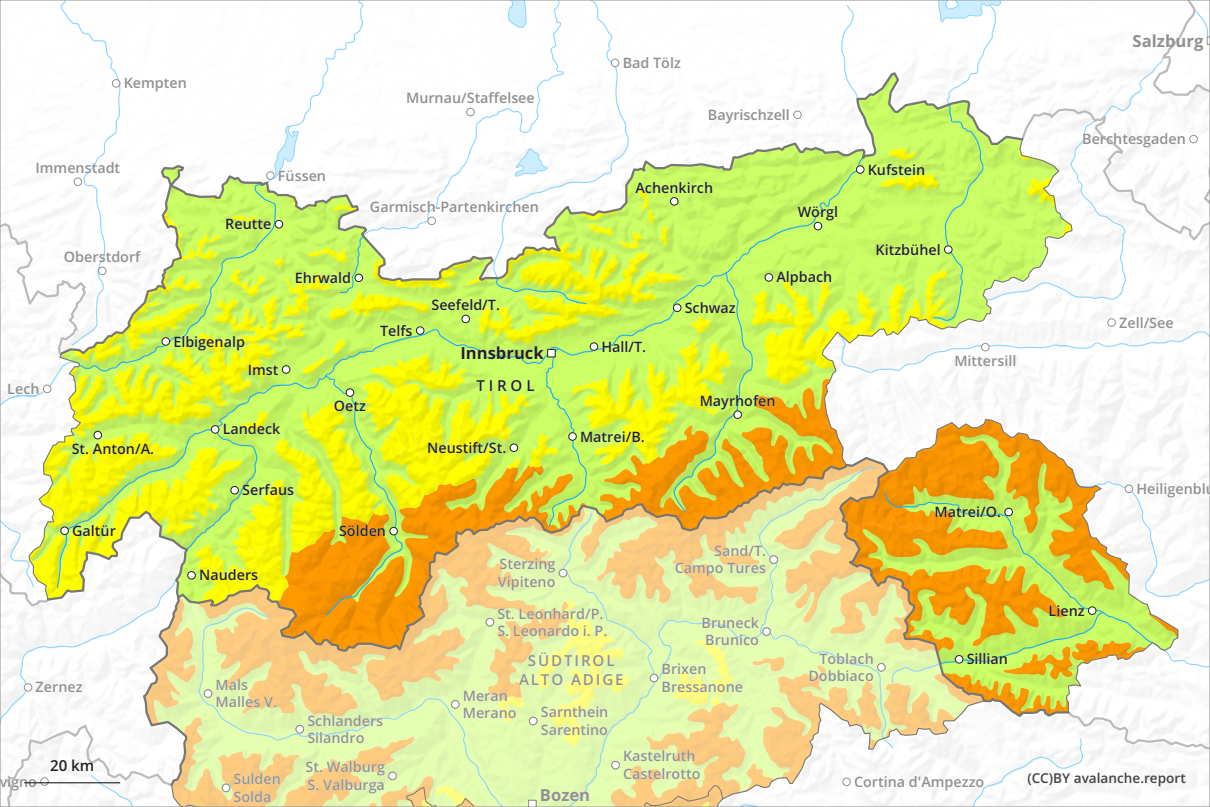 Salzburg
Bad Tölz
Kempten
Murnau/Staffelsee
Bayrischzell
Berchtesgaden
Immenstadt
Füssen
Kufstein
Achenkirch
Garmisch-Partenkirchen
Wörgl
Reutte
Kitzbühel
Oberstdorf
Ehrwald
Alpbach
Seefeld/T.
Schwaz
Zell/See
Telfs
Elbigenalp
Innsbruck
Hall/T.
Mittersill
Imst
TIROL
Lech
Oetz
Mayrhofen
Landeck
Matrei/B.
St. Anton/A.
Neustift/St.
Serfaus
Heiligenblu
Matrei/O.
Galtür
Sölden
Sand/T.
Campo Tures
Sterzing
Vipiteno
Nauders
St. Leonhard/P.
S. Leonardo i. P.
Bruneck
Brunico
Lienz
SÜDTIROL
ALTO ADIGE
Toblach
Dobbiaco
Sillian
Brixen
Bressanone
Zernez
Mals
Malles V.
Meran
Merano
Sarnthein
Sarentino
Schlanders
Silandro
Kastelruth
Castelrotto
St. Walburg
S. Valburga
20 km
vigno
Sulden
Solda
Cortina d'Ampezzo
(CC)BY avalanche.report
Bozen